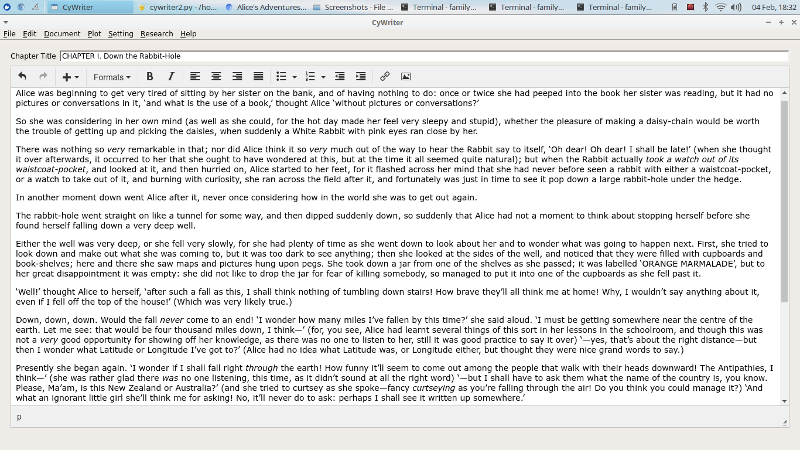 CyWriter
cywriter2.py - /ho...
Alice's Adventures...
Screenshots - File ...
Terminal - family...
Terminal - family...
Terminal - family...
04 Feb, 18:32
CyWriter
File Edit Document Plot Setting Research Help
Chapter Title CHAPTER I. Down the Rabbit-Hole
Formats B I
Alice was beginning to get very tired of sitting by her sister on the bank, and of having nothing to do: once or twice she had peeped into the book her sister was reading, but it had no
pictures or conversations in it, ‘and what is the use of a book,’ thought Alice ‘without pictures or conversations?’
So she was considering in her own mind (as well as she could, for the hot day made her feel very sleepy and stupid), whether the pleasure of making a daisy-chain would be worth
the trouble of getting up and picking the daisies, when suddenly a White Rabbit with pink eyes ran close by her.
There was nothing so very remarkable in that; nor did Alice think it so very much out of the way to hear the Rabbit say to itself, ‘Oh dear! Oh dear! I shall be late!’ (when she thought
it over afterwards, it occurred to her that she ought to have wondered at this, but at the time it all seemed quite natural); but when the Rabbit actually took a watch out of its
waistcoat-pocket, and looked at it, and then hurried on, Alice started to her feet, for it flashed across her mind that she had never before seen a rabbit with either a waistcoat-pocket,
or a watch to take out of it, and burning with curiosity, she ran across the field after it, and fortunately was just in time to see it pop down a large rabbit-hole under the hedge.
In another moment down went Alice after it, never once considering how in the world she was to get out again.
The rabbit-hole went straight on like a tunnel for some way, and then dipped suddenly down, so suddenly that Alice had not a moment to think about stopping herself before she
found herself falling down a very deep well.
Either the well was very deep, or she fell very slowly, for she had plenty of time as she went down to look about her and to wonder what was going to happen next. First, she tried to
look down and make out what she was coming to, but it was too dark to see anything; then she looked at the sides of the well, and noticed that they were filled with cupboards and
book-shelves; here and there she saw maps and pictures hung upon pegs. She took down a jar from one of the shelves as she passed; it was labelled ‘ORANGE MARMALADE’, but to
her great disappointment it was empty: she did not like to drop the jar for fear of killing somebody, so managed to put it into one of the cupboards as she fell past it.
‘Well!’ thought Alice to herself, ‘after such a fall as this, I shall think nothing of tumbling down stairs! How brave they’ll all think me at home! Why, I wouldn’t say anything about it,
even if I fell off the top of the house!’ (Which was very likely true.)
Down, down, down. Would the fall never come to an end! ‘I wonder how many miles I’ve fallen by this time?’ she said aloud. ‘I must be getting somewhere near the centre of the
earth. Let me see: that would be four thousand miles down, I think—’ (for, you see, Alice had learnt several things of this sort in her lessons in the schoolroom, and though this was
not a very good opportunity for showing off her knowledge, as there was no one to listen to her, still it was good practice to say it over) ‘—yes, that’s about the right distance—but
then I wonder what Latitude or Longitude I’ve got to?’ (Alice had no idea what Latitude was, or Longitude either, but thought they were nice grand words to say.)
Presently she began again. ‘I wonder if I shall fall right through the earth! How funny it’ll seem to come out among the people that walk with their heads downward! The Antipathies, I
think—’ (she was rather glad there was no one listening, this time, as it didn’t sound at all the right word) ‘—but I shall have to ask them what the name of the country is, you know.
Please, Ma’am, is this New Zealand or Australia?’ (and she tried to curtsey as she spoke—fancy curtseying as you’re falling through the air! Do you think you could manage it?) ‘And
what an ignorant little girl she’ll think me for asking! No, it’ll never do to ask: perhaps I shall see it written up somewhere.’
p